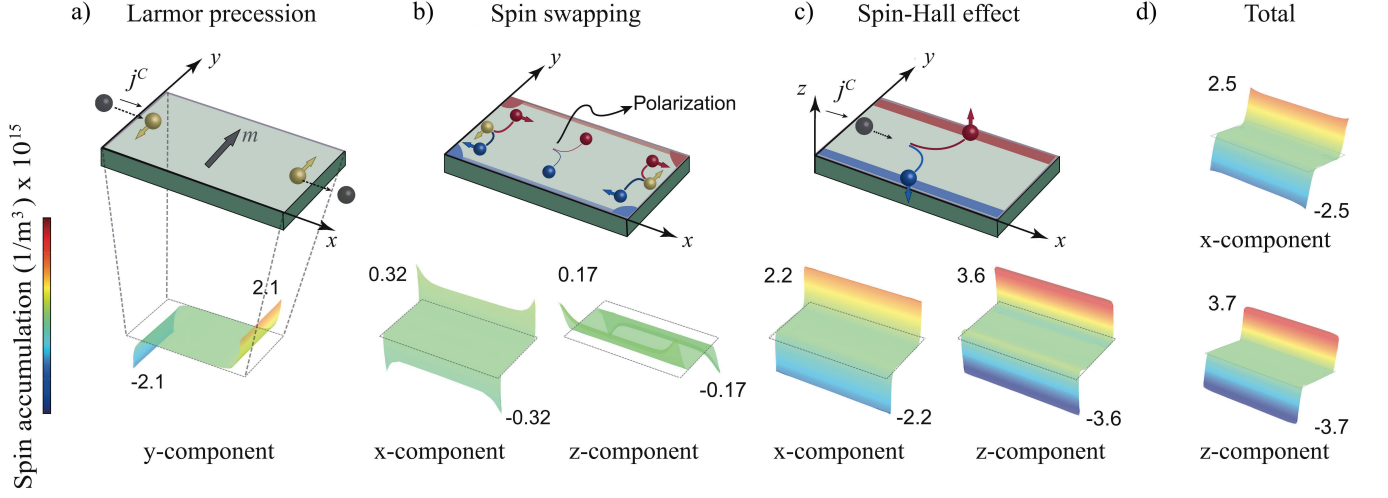 a) Larmor precession
b) Spin swapping
c) Spin-Hall effect
d) Total
Spin accumulation (1/m³) x 10¹⁵
y
j^C
m
x
2.1
-2.1
y-component
y
Polarization
x
0.32
-0.32
x-component
0.17
-0.17
z-component
z
j^C
y
x
2.2
-2.2
x-component
3.6
-3.6
z-component
2.5
-2.5
x-component
3.7
-3.7
z-component